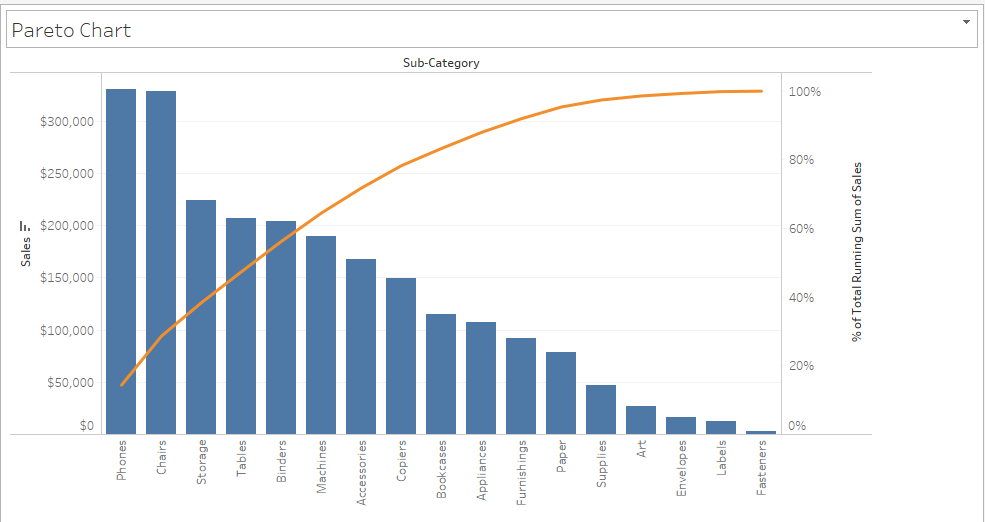 Pareto Chart
Sub-Category
$300,000
$250,000
$200,000
$150,000
$100,000
$50,000
$0
Sales
100%
80%
60%
40%
20%
0%
% of Total Running Sum of Sales
Phones
Chairs
Storage
Tables
Binders
Machines
Accessories
Copiers
Bookcases
Appliances
Furnishings
Paper
Supplies
Art
Envelopes
Labels
Fasteners